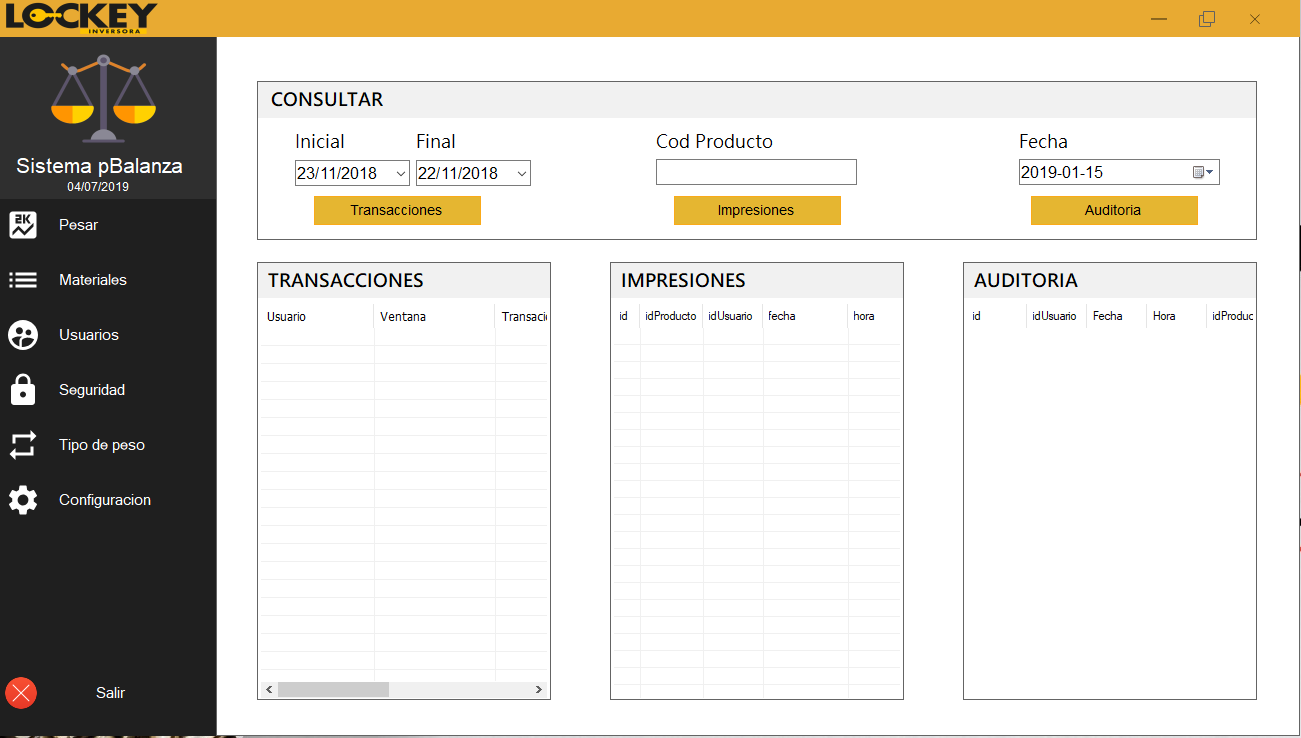 LOCKEY
INVERSORA
Sistema pBalanza
04/07/2019
2K
Pesar
Materiales
Usuarios
Seguridad
Tipo de peso
Configuracion
Salir
CONSULTAR
Inicial Final Cod Producto Fecha
23/11/2018 22/11/2018 2019-01-15
Transacciones Impresiones Auditoria
TRANSACCIONES
Usuario Ventana Transaci
IMPRESIONES
id idProducto idUsuario fecha hora
AUDITORIA
id idUsuario Fecha Hora idProduc